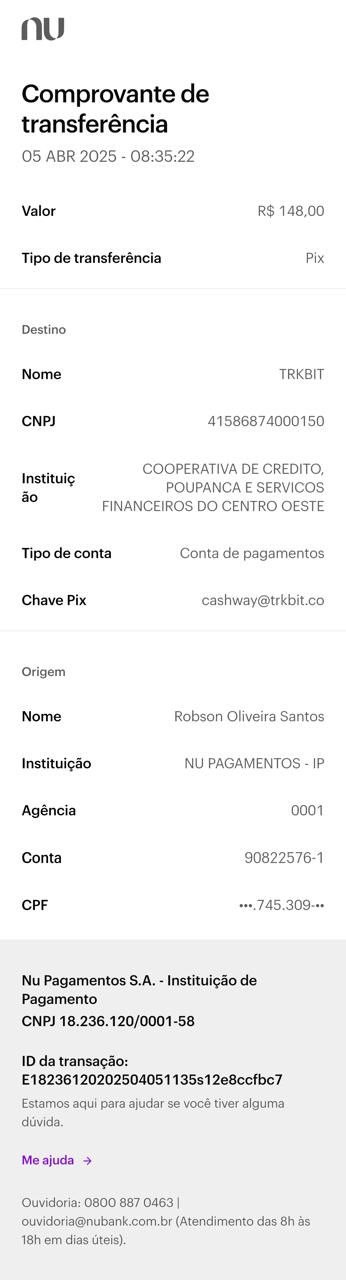 nu
Comprovante de
transferência
05 ABR 2025 - 08:35:22
Valor R$ 148,00
Tipo de transferência Pix
Destino
Nome TRKBIT
CNPJ 41586874000150
Instituiç
ão
COOPERATIVA DE CREDITO,
POUPANCA E SERVICOS
FINANCEIROS DO CENTRO OESTE
Tipo de conta Conta de pagamentos
Chave Pix cashway@trkbit.co
Origem
Nome Robson Oliveira Santos
Instituição NU PAGAMENTOS - IP
Agência 0001
Conta 90822576-1
CPF •••.745.309-••
Nu Pagamentos S.A. - Instituição de
Pagamento
CNPJ 18.236.120/0001-58
ID da transação:
E18236120202504051135s12e8ccfbc7
Estamos aqui para ajudar se você tiver alguma
dúvida.
Me ajuda →
Ouvidoria: 0800 887 0463 |
ouvidoria@nubank.com.br (Atendimento das 8h às
18h em dias úteis).